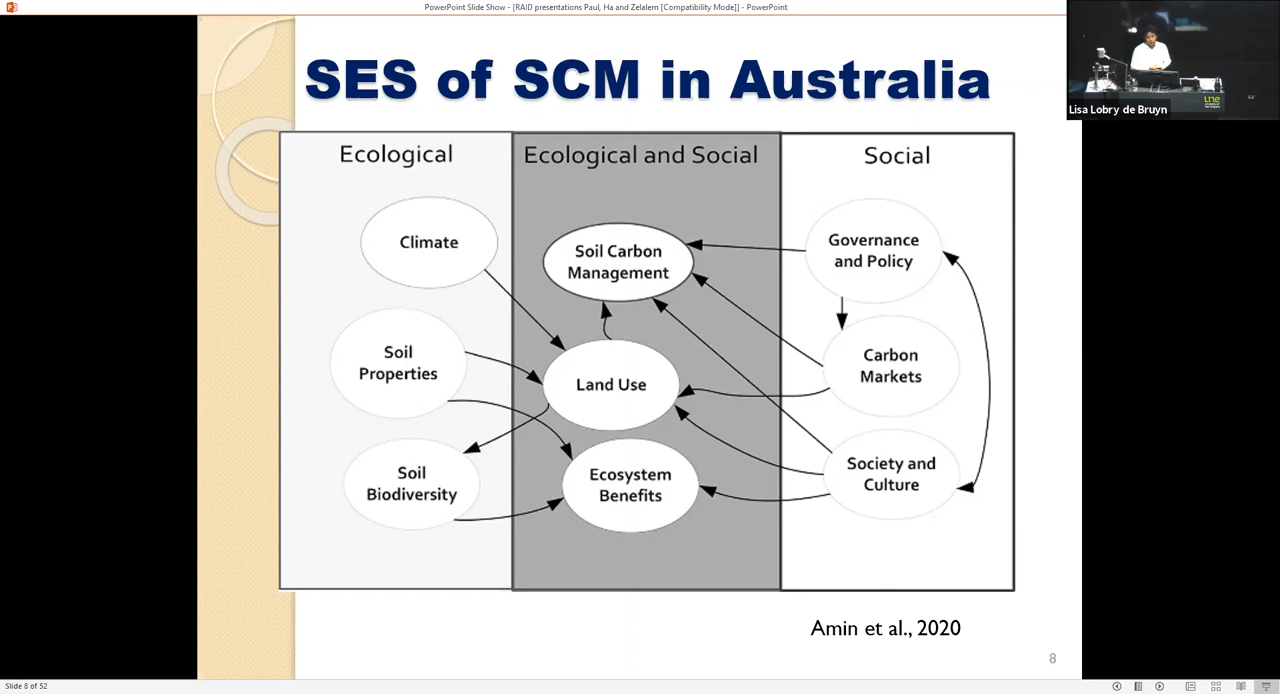 PowerPoint Slide Show - [RAID presentations Paul, Ha and Zelalem [Compatibility Mode]] - PowerPoint
Lisa Lobry de Bruyn
une
SES of SCM in Australia
Ecological
Ecological and Social
Social
Climate
Soil Carbon
Management
Governance
and Policy
Soil
Properties
Land Use
Carbon
Markets
Soil
Biodiversity
Ecosystem
Benefits
Society and
Culture
Amin et al., 2020
8
Slide 8 of 52